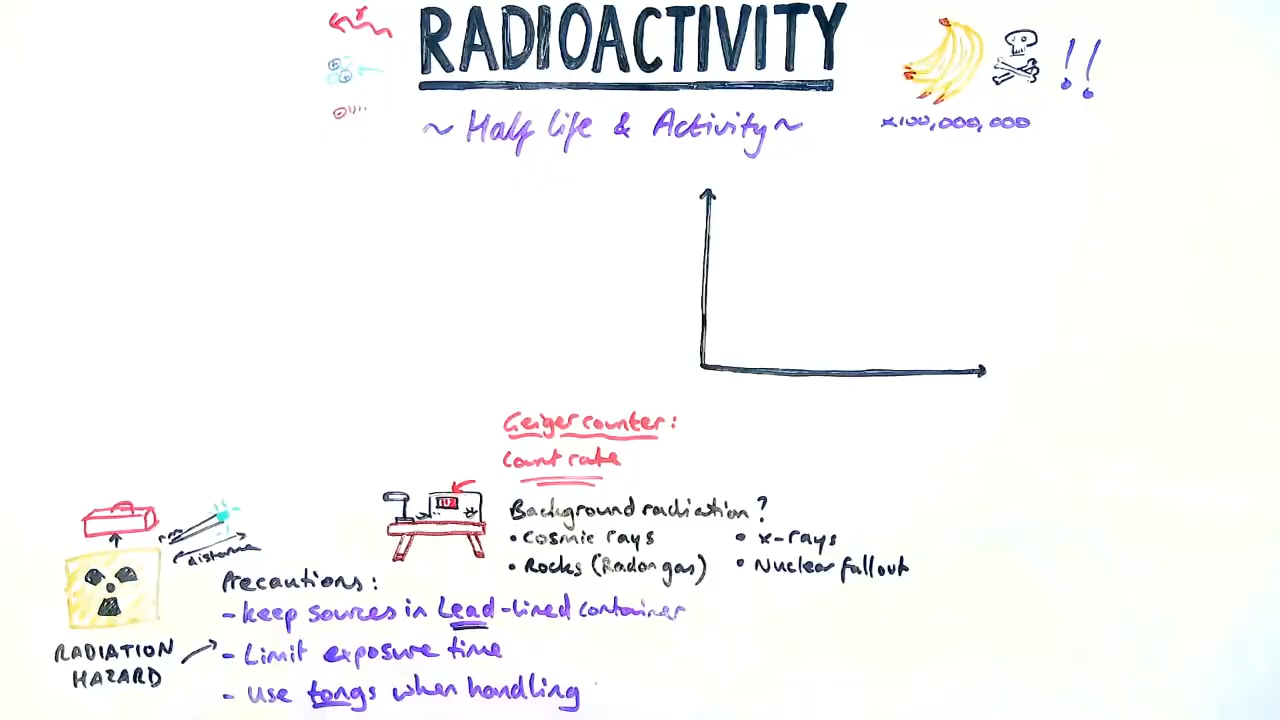 RADIOACTIVITY
~ Half life & Activity ~
x100,000,000
!!
Geiger counter:
Count rate
Background radiation?
• Cosmic rays
• x-rays
• Rocks (Radon gas)
• Nuclear fallout
distance
Precautions:
- keep sources in Lead-lined container
- Limit exposure time
- use tongs when handling
RADIATION
HAZARD